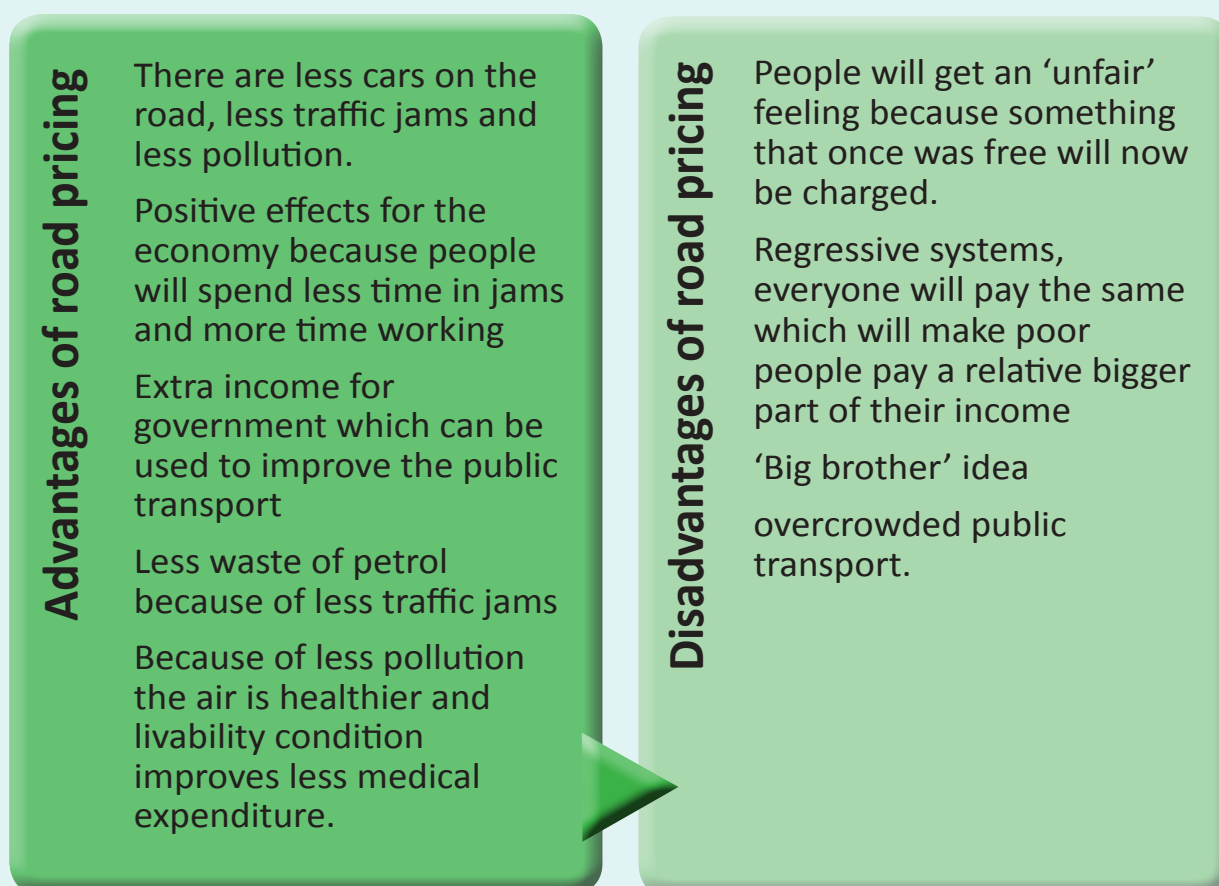 Advantages of road pricing
There are less cars on the
road, less traffic jams and
less pollution.
Positive effects for the
economy because people
will spend less time in jams
and more time working
Extra income for
government which can be
used to improve the public
transport
Less waste of petrol
because of less traffic jams
Because of less pollution
the air is healthier and
livability condition
improves less medical
expenditure.
Disadvantages of road pricing
People will get an ‘unfair’
feeling because something
that once was free will now
be charged.
Regressive systems,
everyone will pay the same
which will make poor
people pay a relative bigger
part of their income
‘Big brother’ idea
overcrowded public
transport.